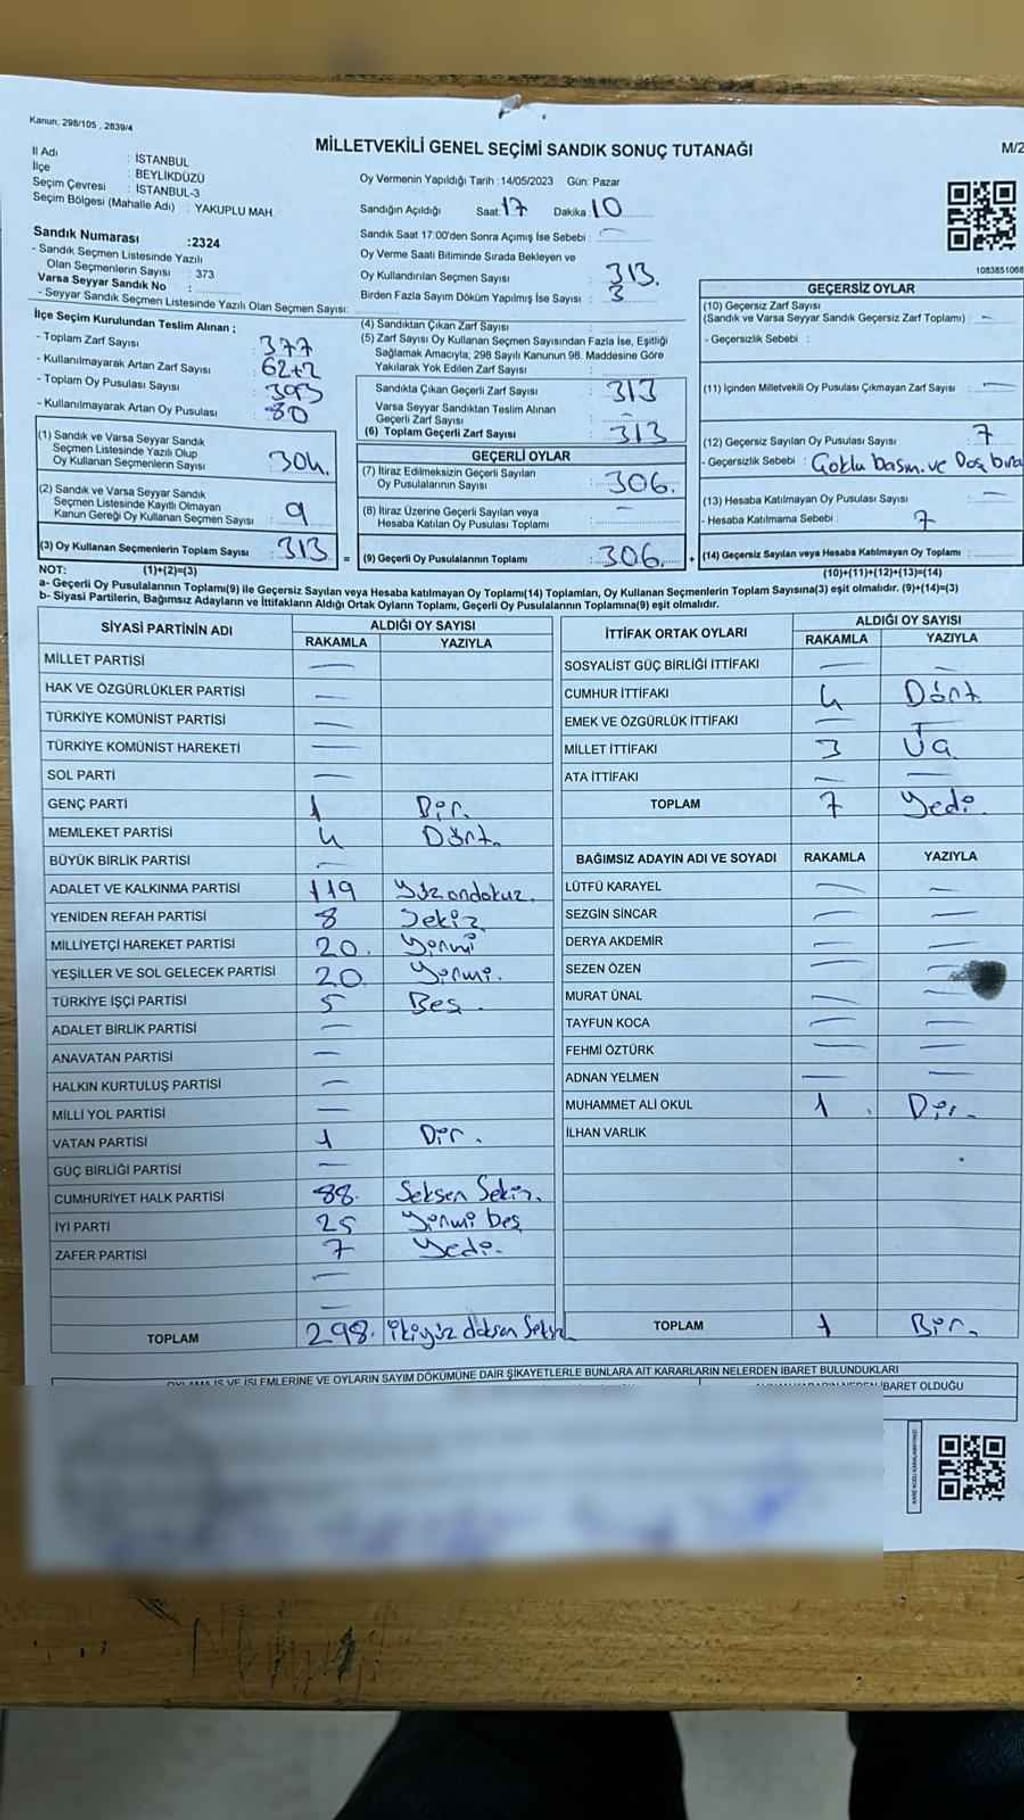 Kanun: 298/105 , 2839/4
MİLLETVEKİLİ GENEL SEÇİMİ SANDIK SONUÇ TUTANAĞI
M/2
İl Adı : İSTANBUL
İlçe : BEYLİKDÜZÜ
Seçim Çevresi : İSTANBUL-3
Seçim Bölgesi (Mahalle Adı) : YAKUPLU MAH.
Sandık Numarası :2324
- Sandık Seçmen Listesinde Yazılı
Olan Seçmenlerin Sayısı : 373
Varsa Seyyar Sandık No :
- Seyyar Sandık Seçmen Listesinde Yazılı Olan Seçmen Sayısı:
Oy Vermenin Yapıldığı Tarih :14/05/2023 Gün: Pazar
Sandığın Açıldığı Saat: 17 Dakika: 10
Sandık Saat 17:00'den Sonra Açımış İse Sebebi : —
Oy Verme Saati Bitiminde Sırada Bekleyen ve
Oy Kullandırılan Seçmen Sayısı : 313.
Birden Fazla Sayım Döküm Yapılmış İse Sayısı : 3
1083851068
İlçe Seçim Kurulundan Teslim Alınan ;
- Toplam Zarf Sayısı : 377
- Kullanılmayarak Artan Zarf Sayısı : 62+2
- Toplam Oy Pusulası Sayısı : 393
- Kullanılmayarak Artan Oy Pusulası : 80
(1) Sandık ve Varsa Seyyar Sandık
Seçmen Listesinde Yazılı Olup
Oy Kullanan Seçmenlerin Sayısı : 304.
(2) Sandık ve Varsa Seyyar Sandık
Seçmen Listesinde Kayıtlı Olmayan
Kanun Gereği Oy Kullanan Seçmen Sayısı : 9
(3) Oy Kullanan Seçmenlerin Toplam Sayısı : 313 =
(4) Sandıktan Çıkan Zarf Sayısı :
(5) Zarf Sayısı Oy Kullanan Seçmen Sayısından Fazla İse, Eşitliği
Sağlamak Amacıyla, 298 Sayılı Kanunun 98. Maddesine Göre
Yakılarak Yok Edilen Zarf Sayısı :
Sandıkta Çıkan Geçerli Zarf Sayısı : 313
Varsa Seyyar Sandıktan Teslim Alınan
Geçerli Zarf Sayısı : —
(6) Toplam Geçerli Zarf Sayısı : 313
GEÇERLİ OYLAR
(7) İtiraz Edilmeksizin Geçerli Sayılan
Oy Pusulalarının Sayısı : 306.
(8) İtiraz Üzerine Geçerli Sayılan veya
Hesaba Katılan Oy Pusulası Toplamı : —
(9) Geçerli Oy Pusulalarının Toplamı : 306. +
GEÇERSİZ OYLAR
(10) Geçersiz Zarf Sayısı
(Sandık ve Varsa Seyyar Sandık Geçersiz Zarf Toplamı) : —
- Geçersizlik Sebebi :
(11) İçinden Milletvekili Oy Pusulası Çıkmayan Zarf Sayısı : —
(12) Geçersiz Sayılan Oy Pusulası Sayısı : 7
- Geçersizlik Sebebi : Çoklu basım. ve Boş bıra
(13) Hesaba Katılmayan Oy Pusulası Sayısı : —
- Hesaba Katılmama Sebebi : 7
(14) Geçersiz Sayılan veya Hesaba Katılmayan Oy Toplamı :
NOT: (1)+(2)=(3)
(10)+(11)+(12)+(13)=(14)
a- Geçerli Oy Pusulalarının Toplamı(9) ile Geçersiz Sayılan veya Hesaba katılmayan Oy Toplamı(14) Toplamları, Oy Kullanan Seçmenlerin Toplam Sayısına(3) eşit olmalıdır. (9)+(14)=(3)
b- Siyasi Partilerin, Bağımsız Adayların ve İttifakların Aldığı Ortak Oyların Toplamı, Geçerli Oy Pusulalarının Toplamına(9) eşit olmalıdır.
SİYASİ PARTİNİN ADI ALDIĞI OY SAYISI
RAKAMLA YAZIYLA
MİLLET PARTİSİ —
HAK VE ÖZGÜRLÜKLER PARTİSİ —
TÜRKİYE KOMÜNİST PARTİSİ —
TÜRKİYE KOMÜNİST HAREKETİ —
SOL PARTİ —
GENÇ PARTİ 1 Bir.
MEMLEKET PARTİSİ 4 Dört.
BÜYÜK BİRLİK PARTİSİ —
ADALET VE KALKINMA PARTİSİ 119 Yüzondokuz.
YENİDEN REFAH PARTİSİ 8 Sekiz
MİLLİYETÇİ HAREKET PARTİSİ 20. Yirmi
YEŞİLLER VE SOL GELECEK PARTİSİ 20 Yirmi.
TÜRKİYE İŞÇİ PARTİSİ 5 Beş.
ADALET BİRLİK PARTİSİ —
ANAVATAN PARTİSİ —
HALKIN KURTULUŞ PARTİSİ —
MİLLİ YOL PARTİSİ —
VATAN PARTİSİ 1 Bir.
GÜÇ BİRLİĞİ PARTİSİ —
CUMHURİYET HALK PARTİSİ 88. Seksen Sekiz.
İYİ PARTİ 25 Yirmi beş
ZAFER PARTİSİ 7 Yedi.
—
—
TOPLAM 298. ikiyüz doksan Sekiz
İTTİFAK ORTAK OYLARI ALDIĞI OY SAYISI
RAKAMLA YAZIYLA
SOSYALİST GÜÇ BİRLİĞİ İTTİFAKI — —
CUMHUR İTTİFAKI 4 Dört
EMEK VE ÖZGÜRLÜK İTTİFAKI — —
MİLLET İTTİFAKI 3 Üç
ATA İTTİFAKI — —
TOPLAM 7 Yedi.
BAĞIMSIZ ADAYIN ADI VE SOYADI RAKAMLA YAZIYLA
LÜTFÜ KARAYEL — —
SEZGİN SİNCAR — —
DERYA AKDEMİR — —
SEZEN ÖZEN — —
MURAT ÜNAL — —
TAYFUN KOCA — —
FEHMİ ÖZTÜRK — —
ADNAN YELMEN — —
MUHAMMET ALİ OKUL 1 Bir.
İLHAN VARLIK
TOPLAM 1 Bir.
OYLAMA İŞ VE İŞLEMLERİNE VE OYLARIN SAYIM DÖKÜMÜNE DAİR ŞİKAYETLERLE BUNLARA AİT KARARLARIN NELERDEN İBARET BULUNDUKLARI
İBARET OLDUĞU